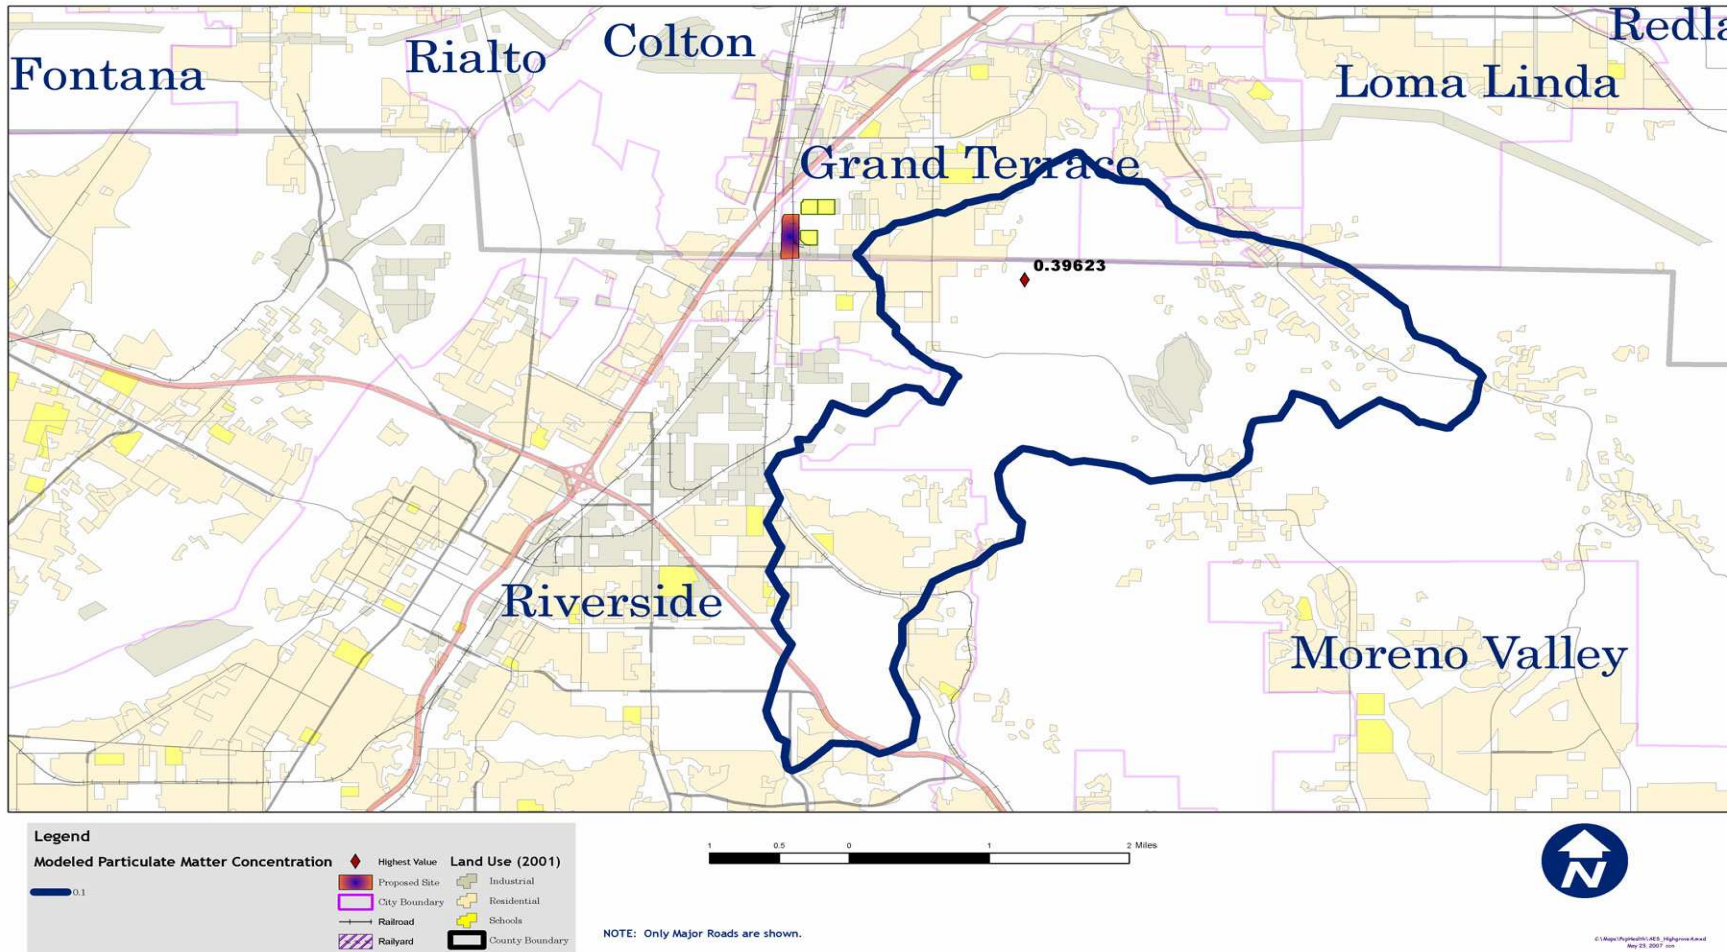 Redla
Colton
Rialto
Fontana
Loma Linda
Grand Terrace
0.39623
Riverside
Moreno Valley
Legend
Modeled Particulate Matter Concentration
0.1
Highest Value
Proposed Site
City Boundary
Railroad
Railyard
Land Use (2001)
Industrial
Residential
Schools
County Boundary
1 0.5 0 1 2 Miles
NOTE: Only Major Roads are shown.
N